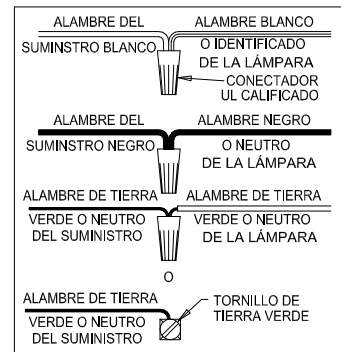 ALAMBRE DEL ALAMBRE BLANCO
SUMINSTRO BLANCO O IDENTIFICADO
DE LA LÁMPARA
CONECTADOR
UL CALIFICADO
ALAMBRE DEL ALAMBRE NEGRO
SUMINSTRO NEGRO O NEUTRO
DE LA LÁMPARA
ALAMBRE DE TIERRA ALAMBRE DE TIERRA
VERDE O NEUTRO VERDE O NEUTRO
DEL SUMINISTRO DE LA LÁMPARA
O
ALAMBRE DE TIERRA TORNILLO DE
VERDE O NEUTRO TIERRA VERDE
DEL SUMINISTRO